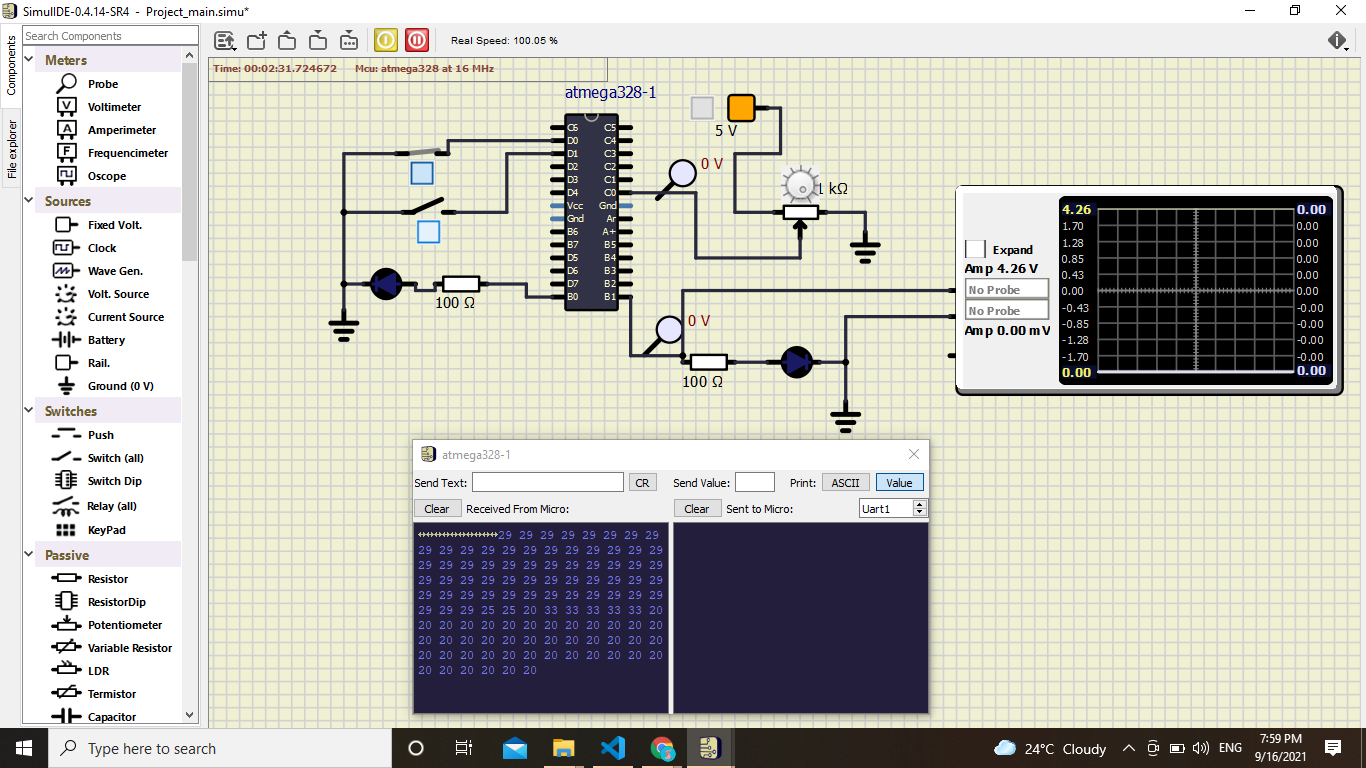 SimulIDE-0.4.14-SR4 - Project_main.simu*
Components
File explorer
Search Components
Real Speed: 100.05 %
Meters
Probe
Voltimeter
Amperimeter
Frequencimeter
Oscope
Sources
Fixed Volt.
Clock
Wave Gen.
Volt. Source
Current Source
Battery
Rail.
Ground (0 V)
Switches
Push
Switch (all)
Switch Dip
Relay (all)
KeyPad
Passive
Resistor
ResistorDip
Potentiometer
Variable Resistor
LDR
Termistor
Capacitor
Time: 00:02:31.724672 Mcu: atmega328 at 16 MHz
atmega328-1
C6 C5
D0 C4
D1 C3
D2 C2
D3 C1
D4 C0
Vcc Gnd
Gnd Ar
B6 A+
B7 B5
D5 B4
D6 B3
D7 B2
B0 B1
5 V
0 V
1 kΩ
100 Ω
0 V
100 Ω
Expand
Amp 4.26 V
No Probe
No Probe
Amp 0.00 mV
4.26 0.00
1.70 0.00
1.28 0.00
0.85 0.00
0.43 0.00
0.00 0.00
-0.43 -0.00
-0.85 -0.00
-1.28 -0.00
-1.70 -0.00
0.00 0.00
atmega328-1
Send Text: CR Send Value: Print: ASCII Value
Clear Received From Micro: Clear Sent to Micro: Uart1
29 29 29 29 29 29 29 29
29 29 29 29 29 29 29 29 29 29 29 29
29 29 29 29 29 29 29 29 29 29 29 29
29 29 29 29 29 29 29 29 29 29 29 29
29 29 29 29 29 29 29 29 29 29 29 29
29 29 29 25 25 20 33 33 33 33 33 20
20 20 20 20 20 20 20 20 20 20 20 20
20 20 20 20 20 20 20 20 20 20 20 20
20 20 20 20 20 20 20 20 20 20 20 20
20 20 20 20 20 20
Type here to search
24°C Cloudy
ENG
7:59 PM
9/16/2021